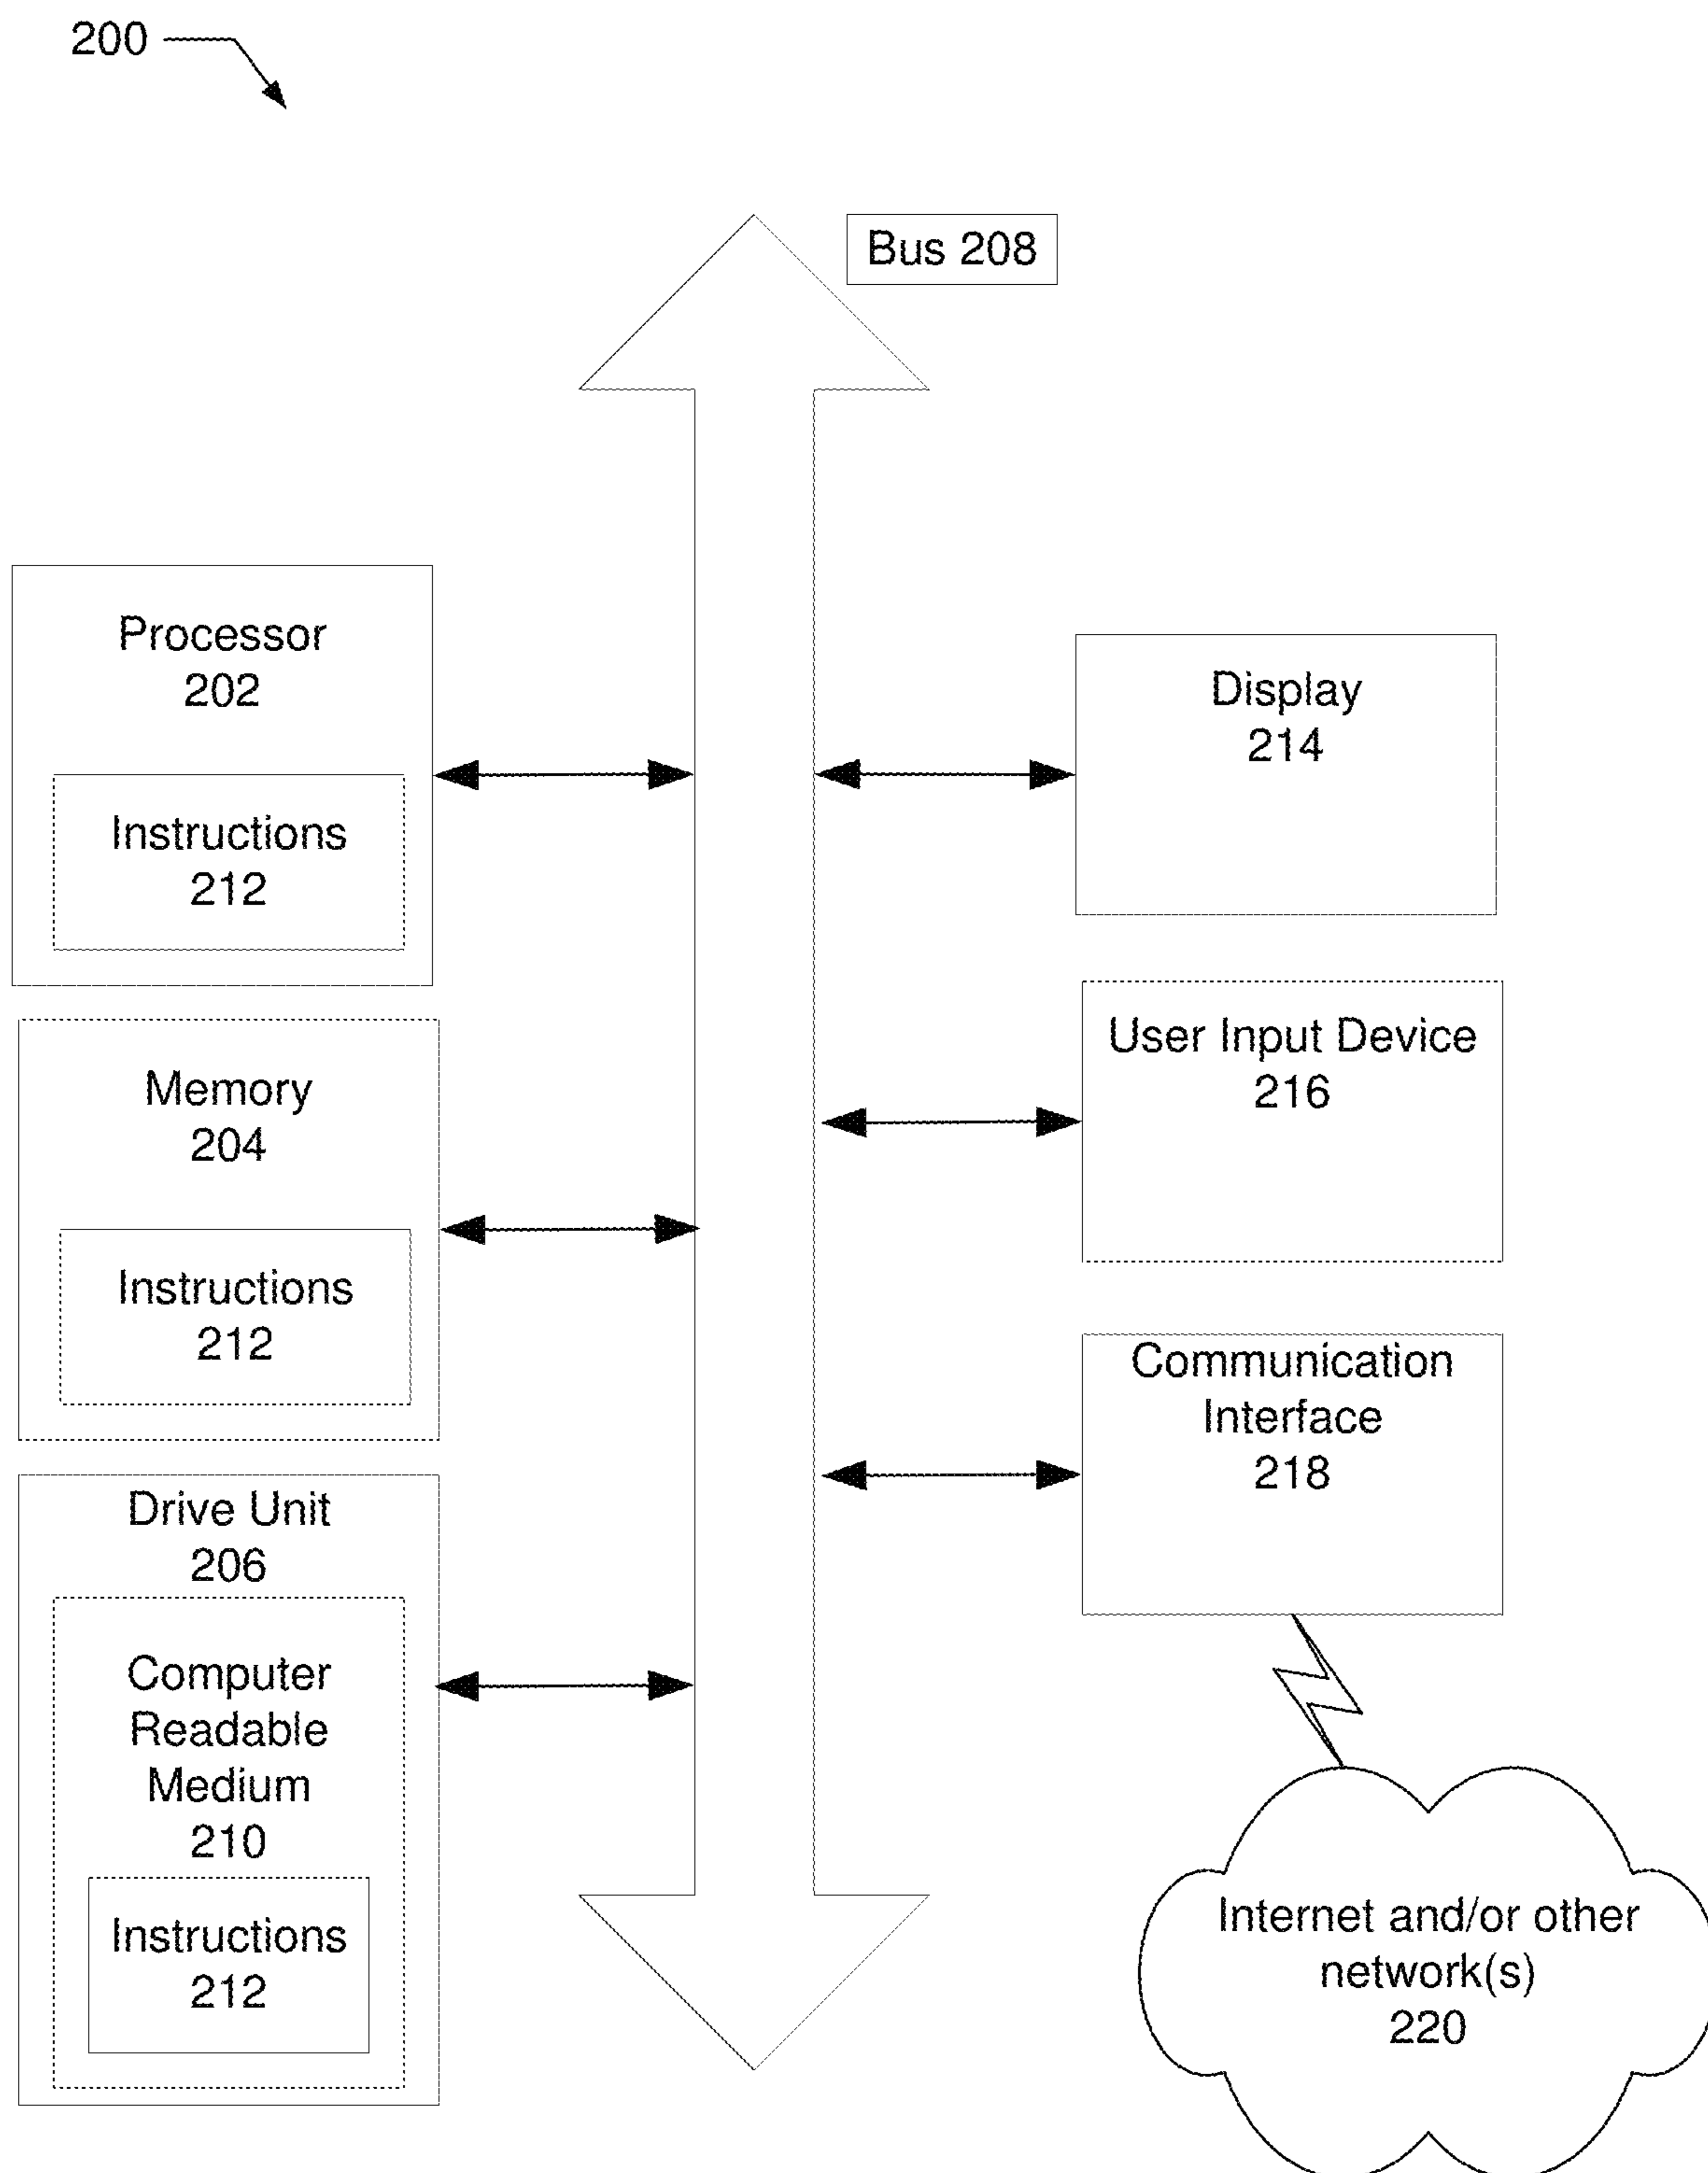 200
Bus 208
Processor
202
Instructions
212
Memory
204
Instructions
212
Drive Unit
206
Computer
Readable
Medium
210
Instructions
212
Display
214
User Input Device
216
Communication
Interface
218
Internet and/or other
network(s)
220